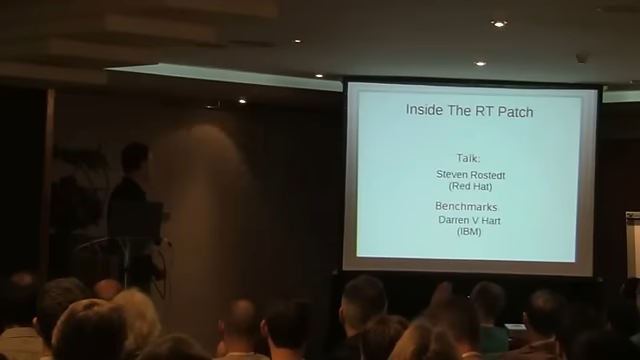 Inside The RT Patch
Talk:
Steven Rostedt
(Red Hat)
Benchmarks
Darren V Hart
(IBM)